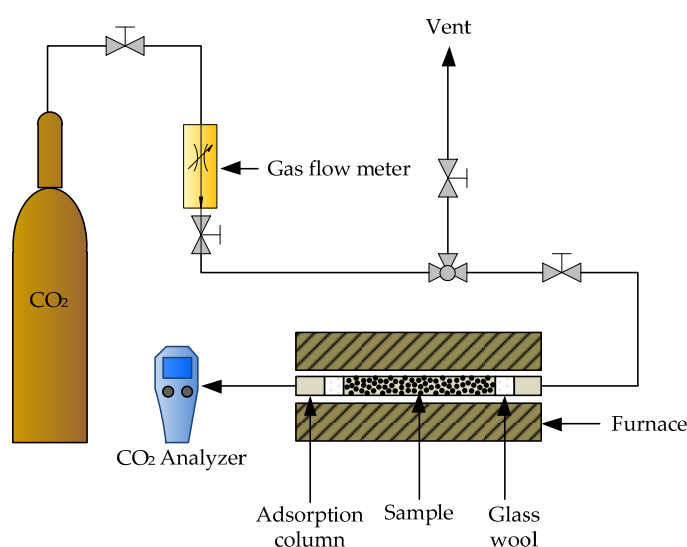 Vent
Gas flow meter
CO₂
Furnace
CO₂ Analyzer
Adsorption
column
Sample
Glass
wool